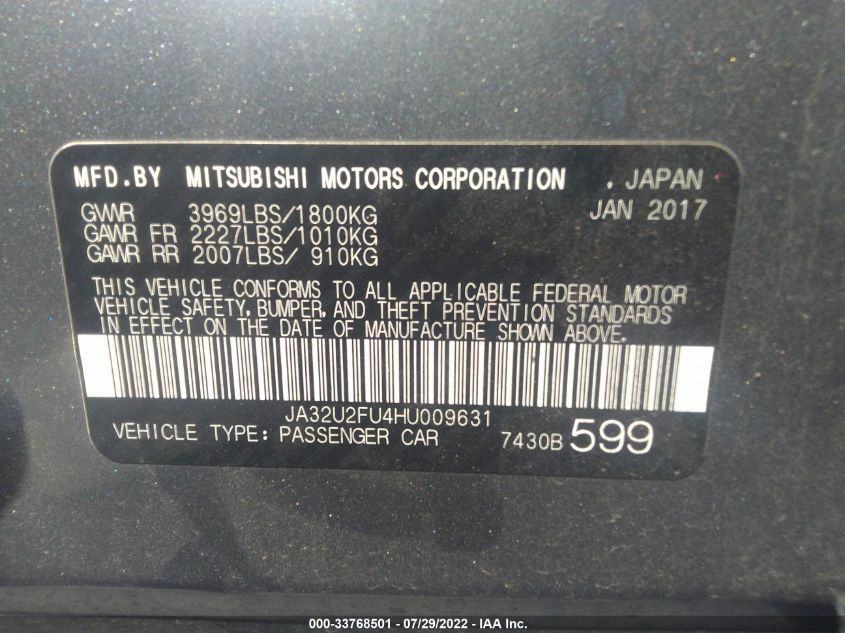 MFD.BY MITSUBISHI MOTORS CORPORATION , JAPAN
GVWR 3969LBS/1800KG JAN 2017
GAWR FR 2227LBS/1010KG
GAWR RR 2007LBS/ 910KG
THIS VEHICLE CONFORMS TO ALL APPLICABLE FEDERAL MOTOR
VEHICLE SAFETY, BUMPER, AND THEFT PREVENTION STANDARDS
IN EFFECT ON THE DATE OF MANUFACTURE SHOWN ABOVE.
JA32U2FU4HU009631
VEHICLE TYPE: PASSENGER CAR 7430B 599
000-33768501 - 07/29/2022 - IAA Inc.